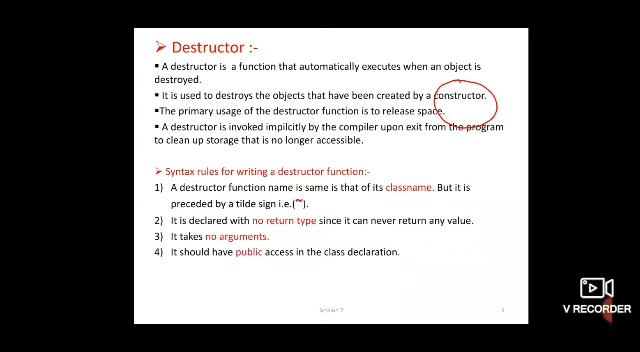 ➢ Destructor :-
▪ A destructor is a function that automatically executes when an object is
destroyed.
▪ It is used to destroys the objects that have been created by a constructor.
▪The primary usage of the destructor function is to release space.
▪ A destructor is invoked impilcitly by the compiler upon exit from the program
to clean up storage that is no longer accessible.
➢ Syntax rules for writing a destructor function:-
1) A destructor function name is same is that of its classname. But it is
preceded by a tilde sign i.e.(~).
2) It is declared with no return type since it can never return any value.
3) It takes no arguments.
4) It should have public access in the class declaration.
Session 7
V RECORDER